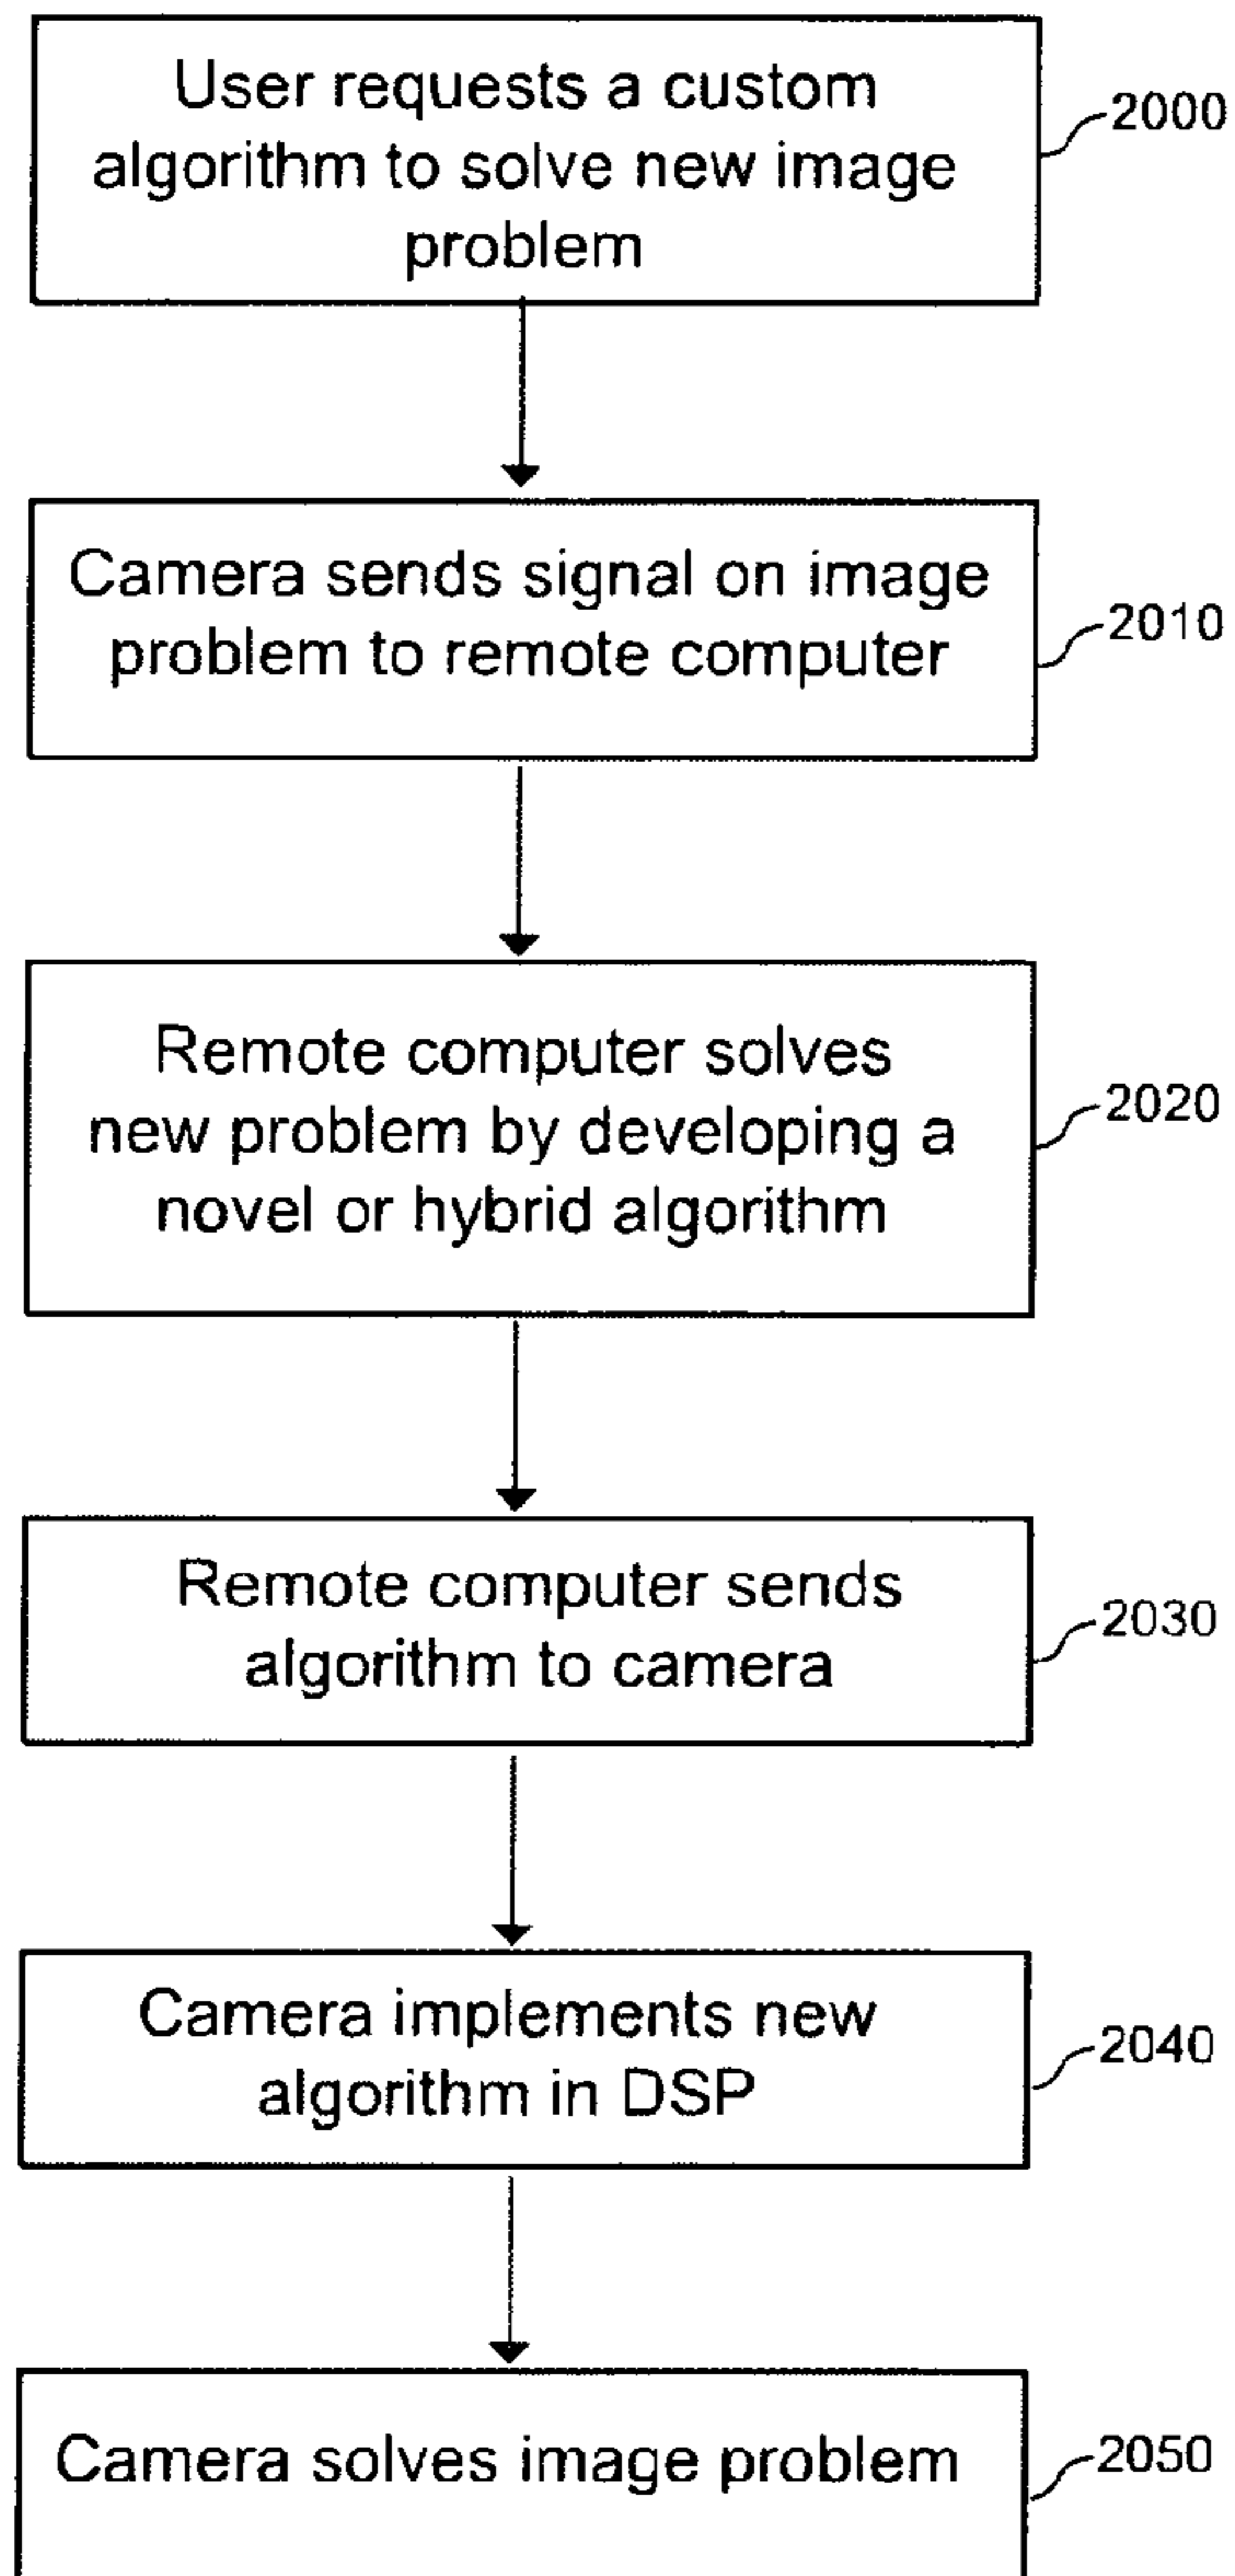 User requests a custom
algorithm to solve new image
problem
2000
Camera sends signal on image
problem to remote computer
2010
Remote computer solves
new problem by developing a
novel or hybrid algorithm
2020
Remote computer sends
algorithm to camera
2030
Camera implements new
algorithm in DSP
2040
Camera solves image problem
2050